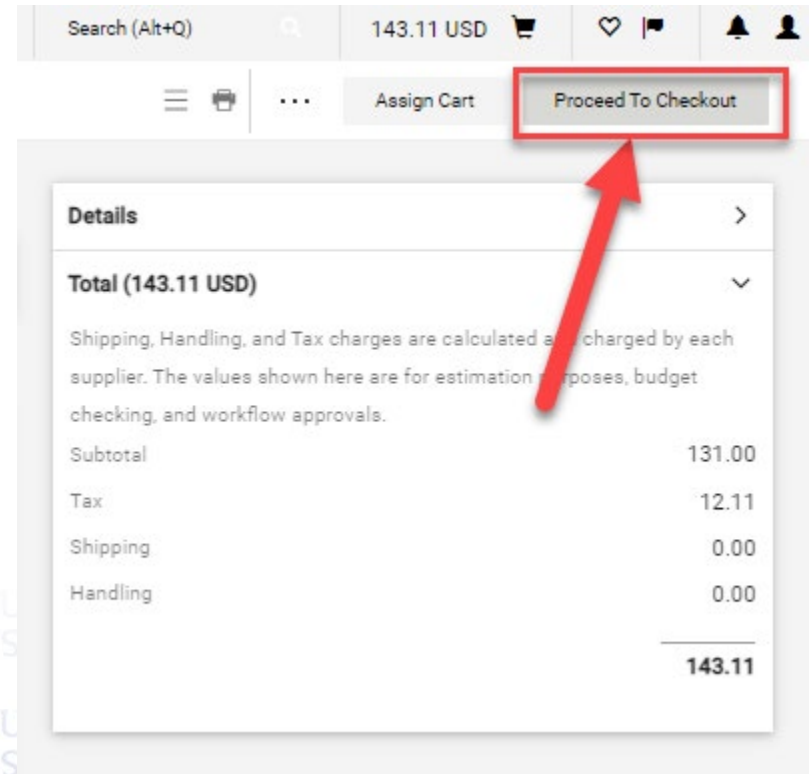 Search (Alt+Q) 143.11 USD
... Assign Cart Proceed To Checkout
Details
Total (143.11 USD)
Shipping, Handling, and Tax charges are calculated charged by each
supplier. The values shown here are for estimation purposes, budget
checking, and workflow approvals.
Subtotal 131.00
Tax 12.11
Shipping 0.00
Handling 0.00
143.11
U
S
U
S